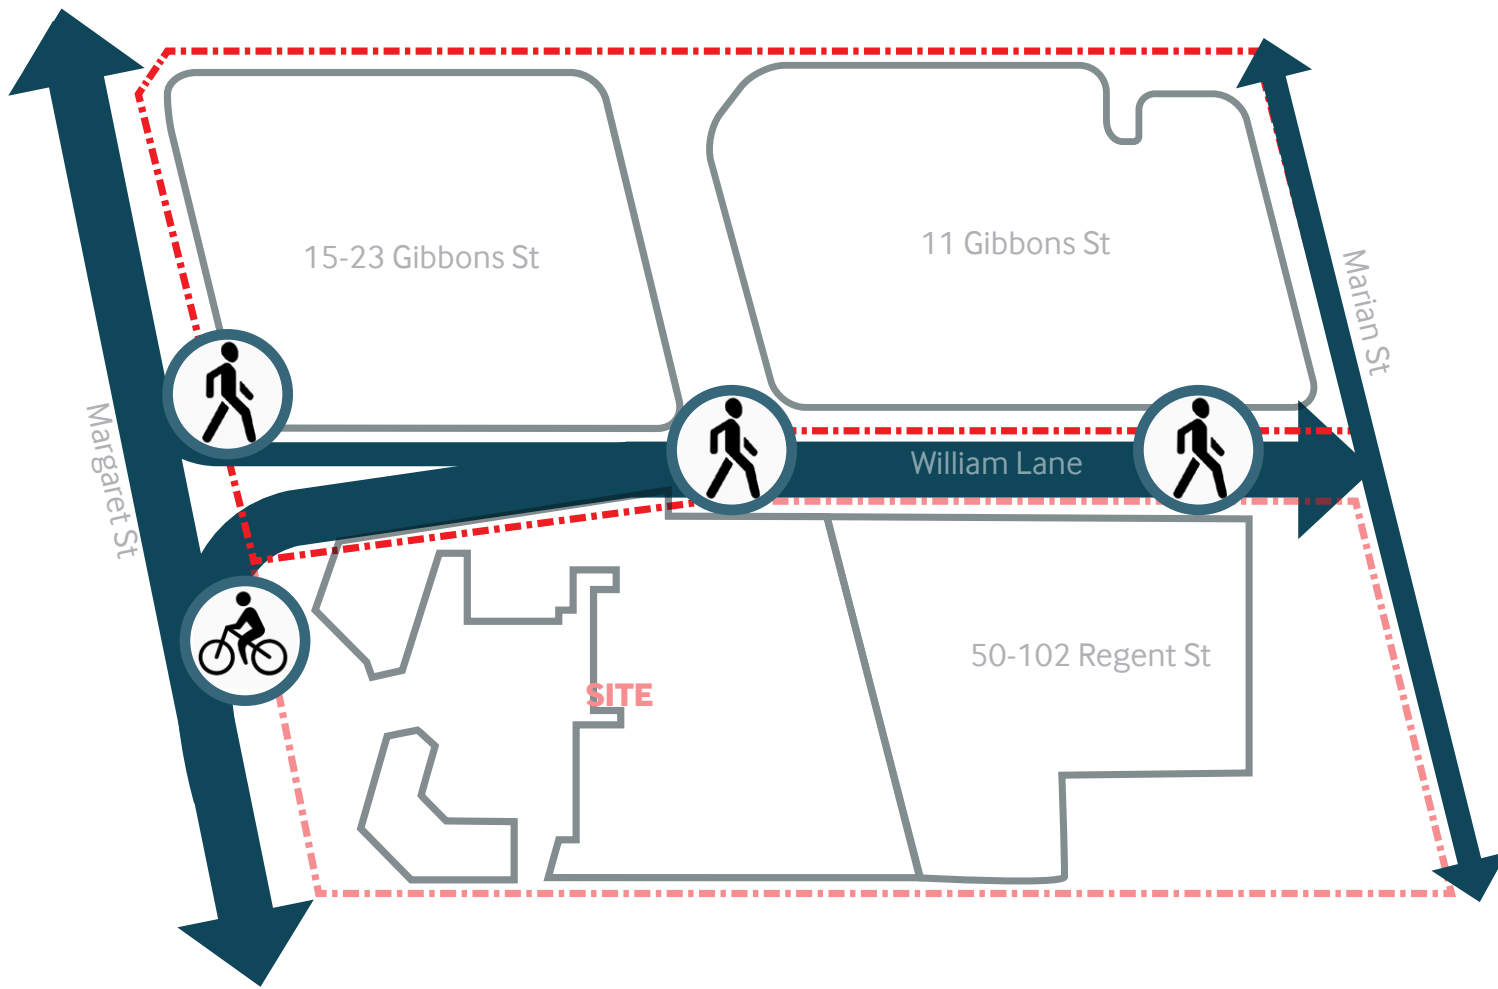 11 Gibbons St
15-23 Gibbons St
Marian St
Margaret St
William Lane
50-102 Regent St
SITE